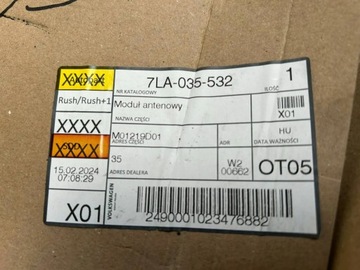 XXXX
7LA-035-532
1
NR KATALOGOWY
ILOŚĆ
Rush/Rush+1
Moduł antenowy
X01
NAZWA CZĘŚCI
XXXX
M01219D01
HU
ADRES CZĘŚCI
ADR
DATA WAŻNOŚCI
XXXX
35
W2
00662
OT05
ADRES DEALERA
15.02.2024
07:08:29
X01
VOLKSWAGEN
2490001023476882